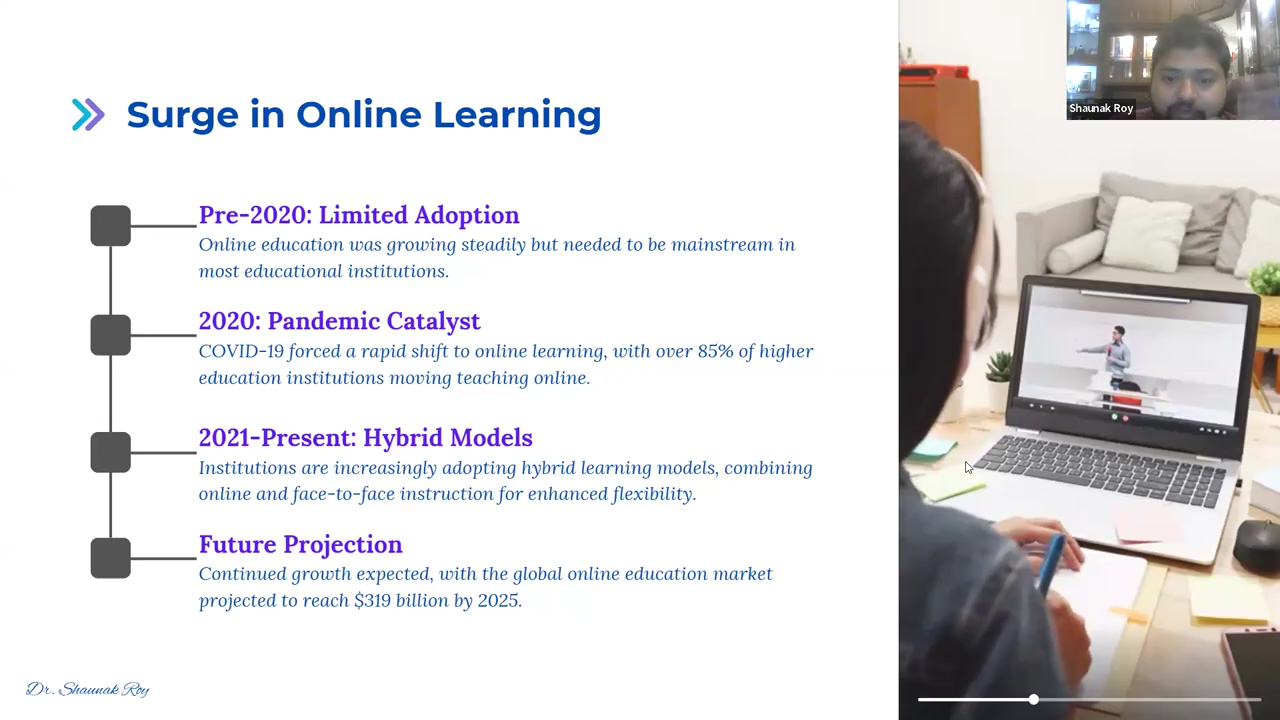 Surge in Online Learning
Pre-2020: Limited Adoption
Online education was growing steadily but needed to be mainstream in
most educational institutions.
2020: Pandemic Catalyst
COVID-19 forced a rapid shift to online learning, with over 85% of higher
education institutions moving teaching online.
2021-Present: Hybrid Models
Institutions are increasingly adopting hybrid learning models, combining
online and face-to-face instruction for enhanced flexibility.
Future Projection
Continued growth expected, with the global online education market
projected to reach $319 billion by 2025.
Dr. Shaunak Roy
Shaunak Roy